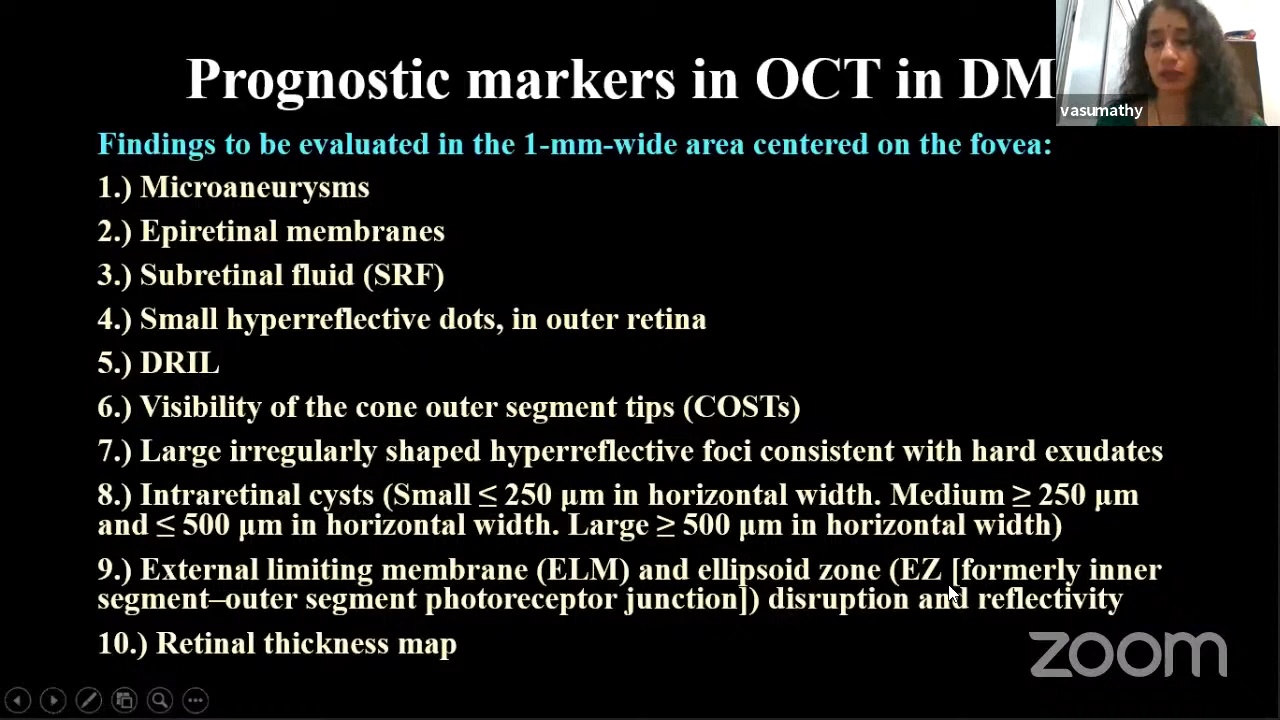 Prognostic markers in OCT in DM
vasumathy
Findings to be evaluated in the 1-mm-wide area centered on the fovea:
1.) Microaneurysms
2.) Epiretinal membranes
3.) Subretinal fluid (SRF)
4.) Small hyperreflective dots, in outer retina
5.) DRIL
6.) Visibility of the cone outer segment tips (COSTs)
7.) Large irregularly shaped hyperreflective foci consistent with hard exudates
8.) Intraretinal cysts (Small ≤ 250 μm in horizontal width. Medium ≥ 250 μm
and ≤ 500 μm in horizontal width. Large ≥ 500 μm in horizontal width)
9.) External limiting membrane (ELM) and ellipsoid zone (EZ [formerly inner
segment–outer segment photoreceptor junction]) disruption and reflectivity
10.) Retinal thickness map
zoom